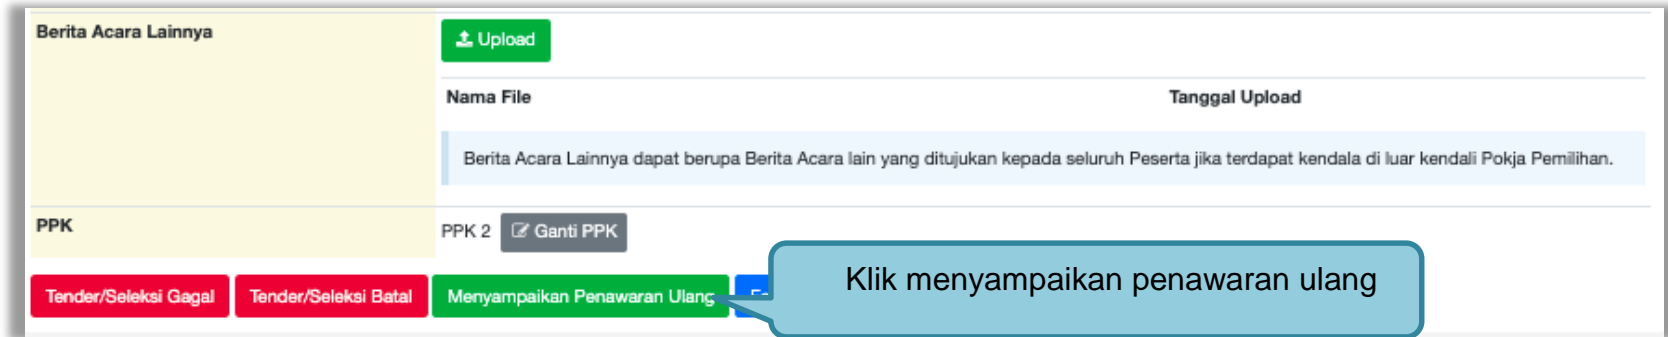 Berita Acara Lainnya
Upload
Nama File Tanggal Upload
Berita Acara Lainnya dapat berupa Berita Acara lain yang ditujukan kepada seluruh Peserta jika terdapat kendala di luar kendali Pokja Pemilihan.
PPK
PPK 2 Ganti PPK
Tender/Seleksi Gagal Tender/Seleksi Batal Menyampaikan Penawaran Ulang
Klik menyampaikan penawaran ulang